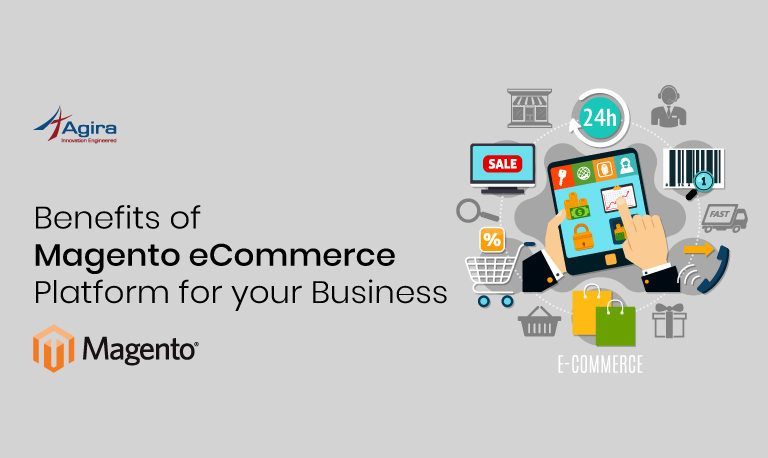 Agira
Innovation Engineered
Benefits of
Magento eCommerce
Platform for your Business
Magento®
24h
SALE
1
FAST
%
E-COMMERCE